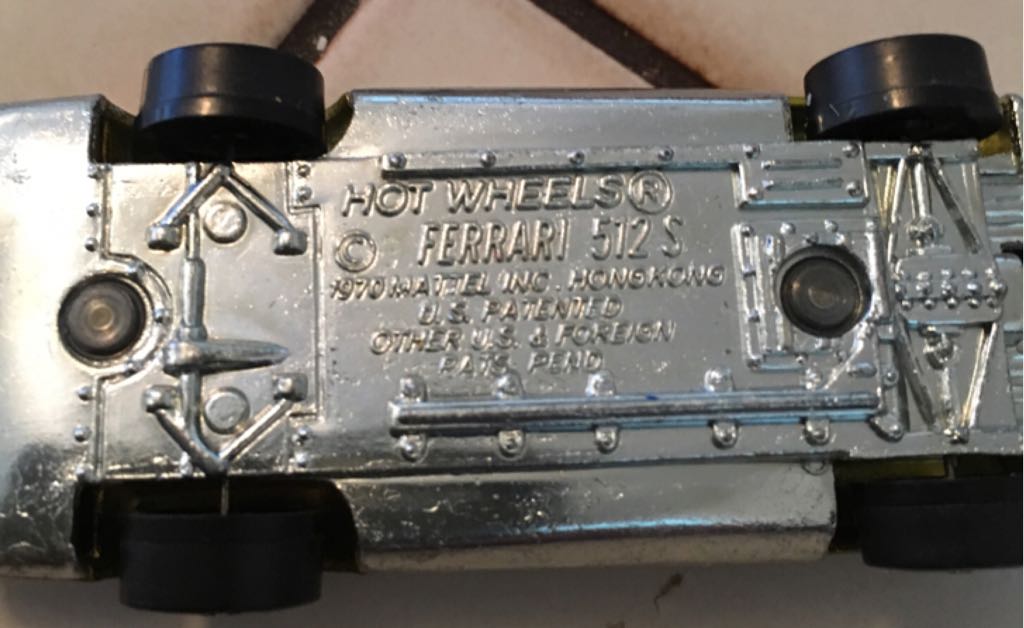 HOT WHEELS®
© FERRARI 512 S
1970 MATTEL INC. HONG KONG
U.S. PATENTED
OTHER U.S. & FOREIGN
PATS. PEND